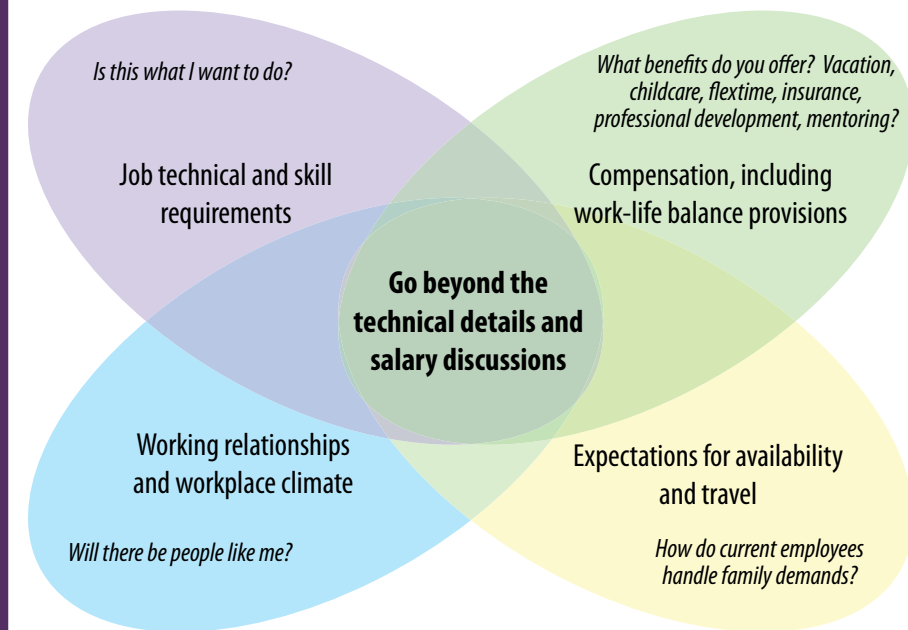 Is this what I want to do?
Job technical and skill
requirements
What benefits do you offer? Vacation,
childcare, flextime, insurance,
professional development, mentoring?
Compensation, including
work-life balance provisions
Go beyond the
technical details and
salary discussions
Working relationships
and workplace climate
Will there be people like me?
Expectations for availability
and travel
How do current employees
handle family demands?